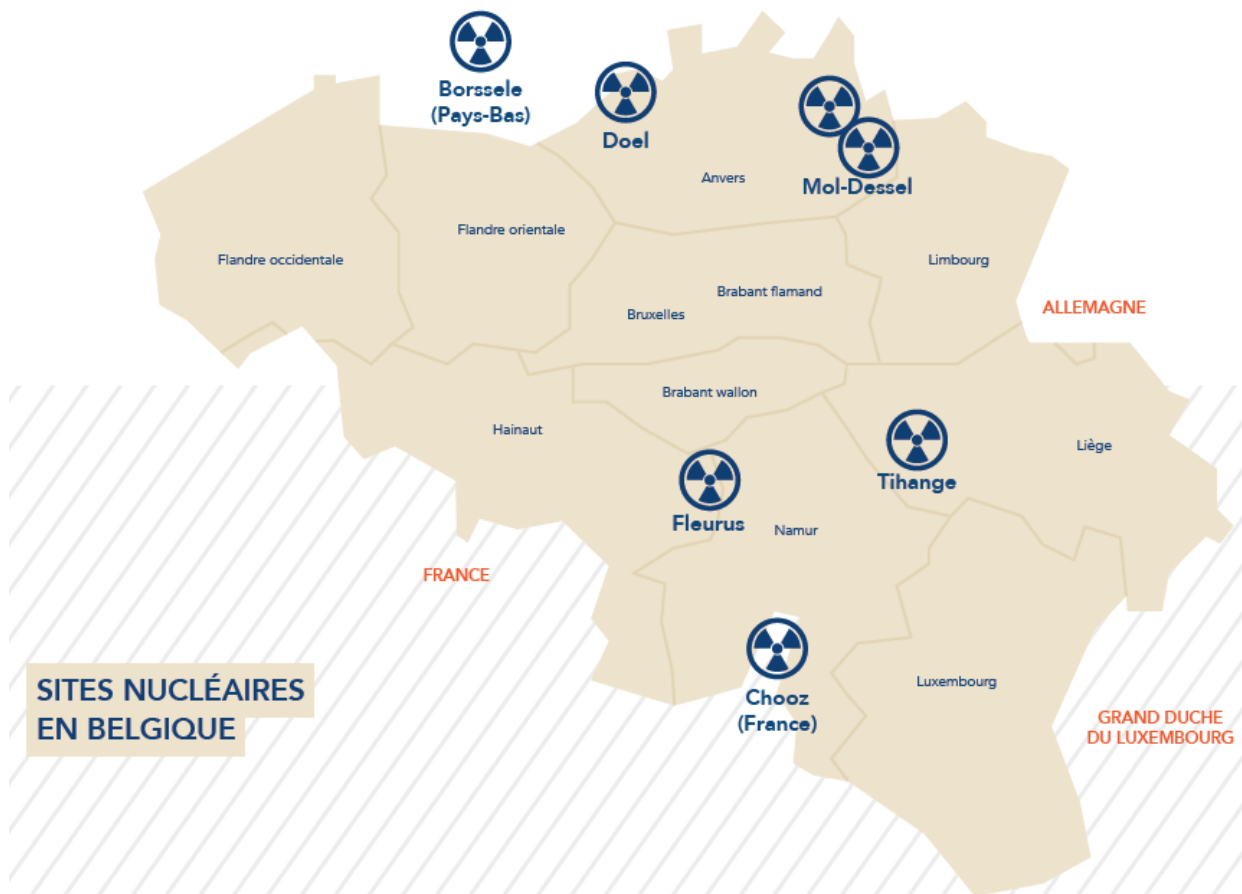 Borssele
(Pays-Bas)
Doel
Mol-Dessel
Anvers
Flandre orientale
Flandre occidentale
Limbourg
Brabant flamand
Bruxelles
ALLEMAGNE
Brabant wallon
Hainaut
Liège
Tihange
Fleurus
Namur
FRANCE
Chooz
(France)
Luxembourg
SITES NUCLÉAIRES
EN BELGIQUE
GRAND DUCHE
DU LUXEMBOURG